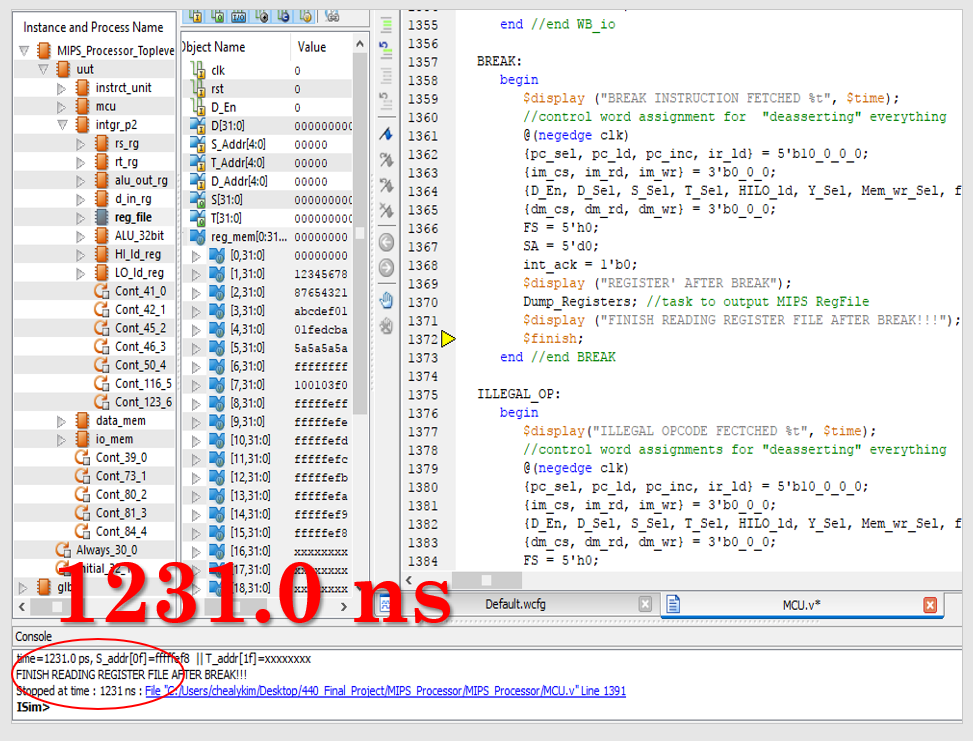 Instance and Process Name
MIPS_Processor_Topleve
uut
instrct_unit
mcu
intgr_p2
rs_rg
rt_rg
alu_out_rg
d_in_rg
reg_file
ALU_32bit
HI_ld_reg
LO_ld_reg
Cont_41_0
Cont_42_1
Cont_45_2
Cont_46_3
Cont_50_4
Cont_116_5
Cont_123_6
data_mem
io_mem
Cont_39_0
Cont_73_1
Cont_80_2
Cont_81_3
Cont_84_4
Always_30_0
glb
Object Name Value
clk 0
rst 0
D_En 0
D[31:0] 000000000
S_Addr[4:0] 00000
T_Addr[4:0] 00000
D_Addr[4:0] 00000
S[31:0] 000000000
T[31:0] 000000000
reg_mem[0:31... 00000000
[0,31:0] 00000000
[1,31:0] 12345678
[2,31:0] 87654321
[3,31:0] abcdef01
[4,31:0] 01fedcba
[5,31:0] 5a5a5a5a
[6,31:0] ffffffff
[7,31:0] 100103f0
[8,31:0] fffffeff
[9,31:0] fffffefe
[10,31:0] ffffefd
[11,31:0] ffffefc
[12,31:0] ffffefb
[13,31:0] ffffefa
[14,31:0] ffffef9
[15,31:0] ffffef8
[16,31:0] xxxxxxxx
[17,31:0] xxxxxxxx
[18,31:0] xxxxxxxx
1355 end //end WB_io
1356
1357 BREAK:
1358 begin
1359 $display ("BREAK INSTRUCTION FETCHED %t", $time);
1360 //control word assignment for "deasserting" everything
1361 @(negedge clk)
1362 {pc_sel, pc_ld, pc_inc, ir_ld} = 5'b10_0_0_0;
1363 {im_cs, im_rd, im_wr} = 3'b0_0_0;
1364 {D_En, D_Sel, S_Sel, T_Sel, HILO_ld, Y_Sel, Mem_wr_Sel, f
1365 {dm_cs, dm_rd, dm_wr} = 3'b0_0_0;
1366 FS = 5'h0;
1367 SA = 5'd0;
1368 int_ack = 1'b0;
1369 $display ("REGISTER' AFTER BREAK");
1370 Dump_Registers; //task to output MIPS RegFile
1371 $display ("FINISH READING REGISTER FILE AFTER BREAK!!!");
1372 $finish;
1373 end //end BREAK
1374
1375 ILLEGAL_OP:
1376 begin
1377 $display("ILLEGAL OPCODE FECTCHED %t", $time);
1378 //control word assignments for "deasserting" everything
1379 @(negedge clk)
1380 {pc_sel, pc_ld, pc_inc, ir_ld} = 5'b10_0_0_0;
1381 {im_cs, im_rd, im_wr} = 3'b0_0_0;
1382 {D_En, D_Sel, S_Sel, T_Sel, HILO_ld, Y_Sel, Mem_wr_Sel, f
1383 {dm_cs, dm_rd, dm_wr} = 3'b0_0_0;
1384 FS = 5'h0;
1231.0 ns
Default.wcfg
MCU.v*
Console
time=1231.0 ps, S_addr[0f]=fffffef8 || T_addr[1f]=xxxxxxxx
FINISH READING REGISTER FILE AFTER BREAK!!!
Stopped at time : 1231 ns : File "C:/Users/chealykim/Desktop/440_Final_Project/MIPS_Processor/MIPS_Processor/MCU.v" Line 1391
ISim>